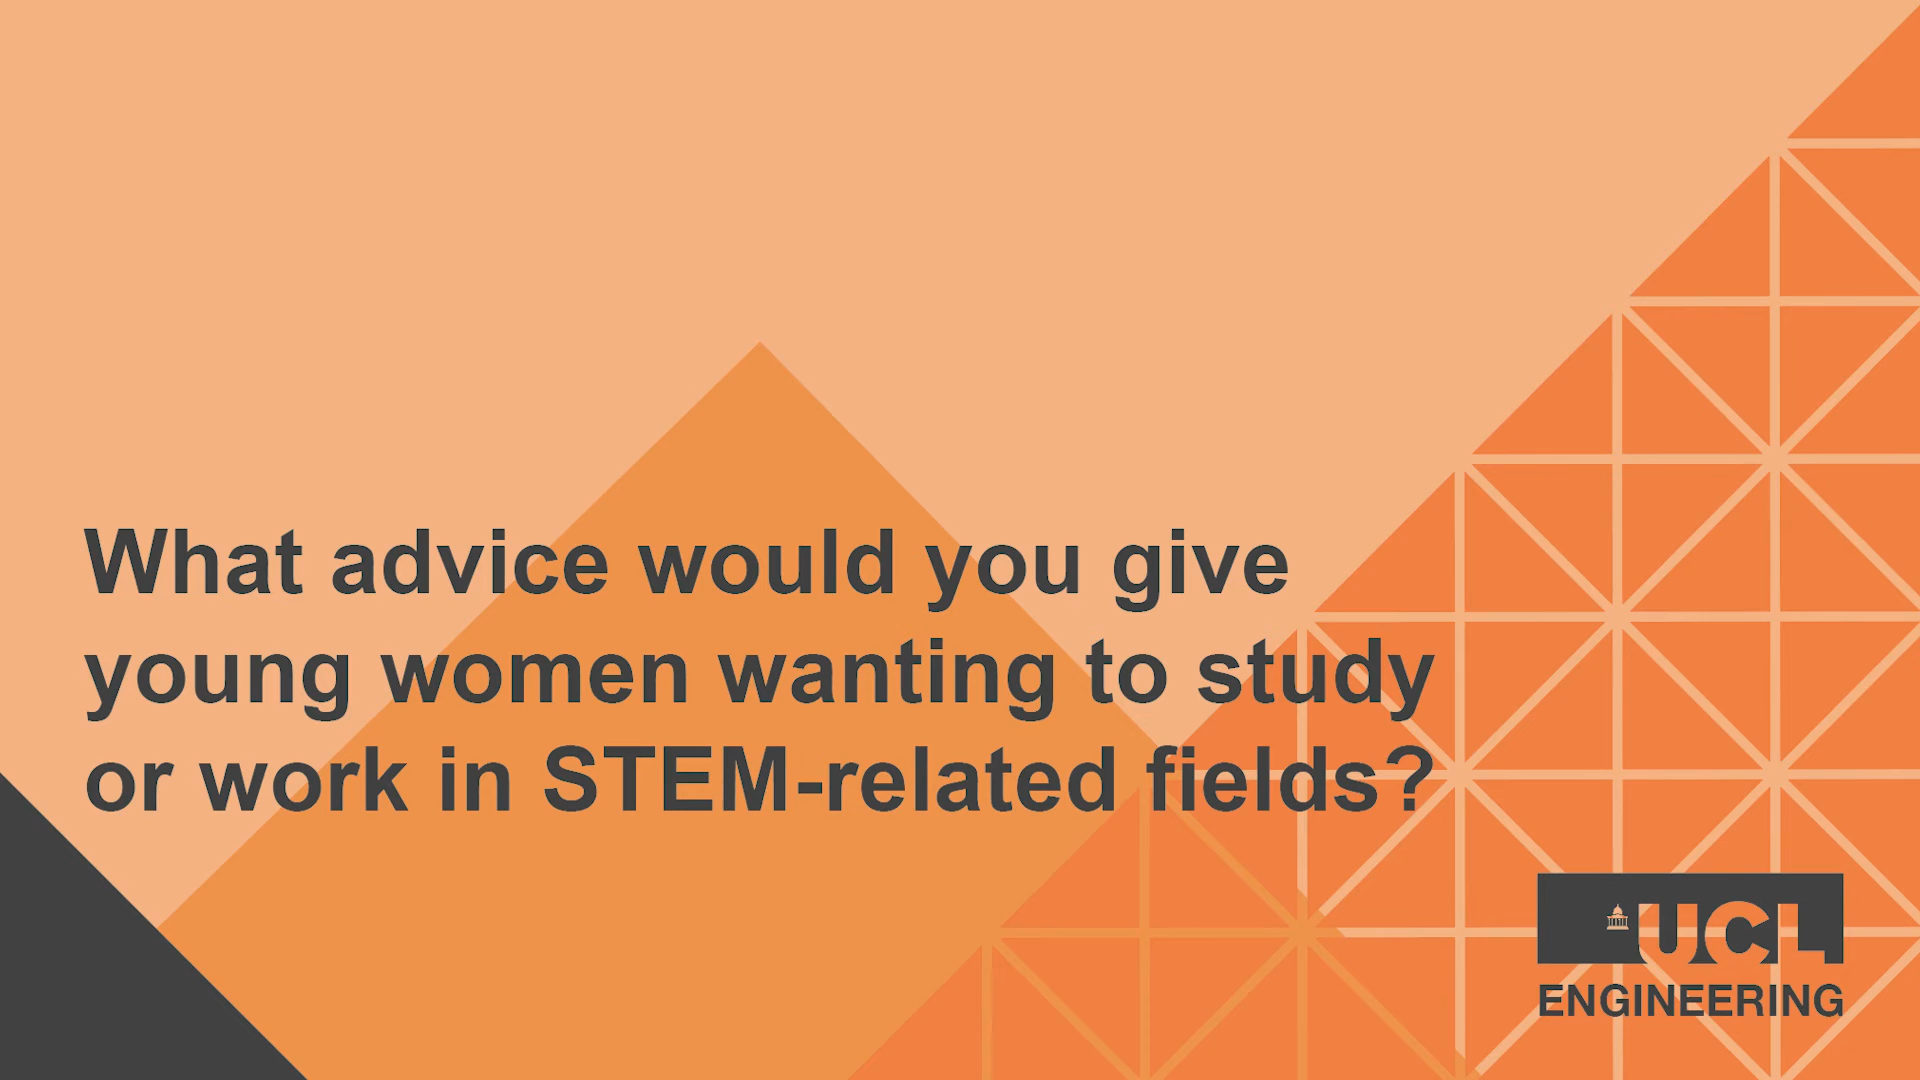 What advice would you give
young women wanting to study
or work in STEM-related fields?
UCL
ENGINEERING